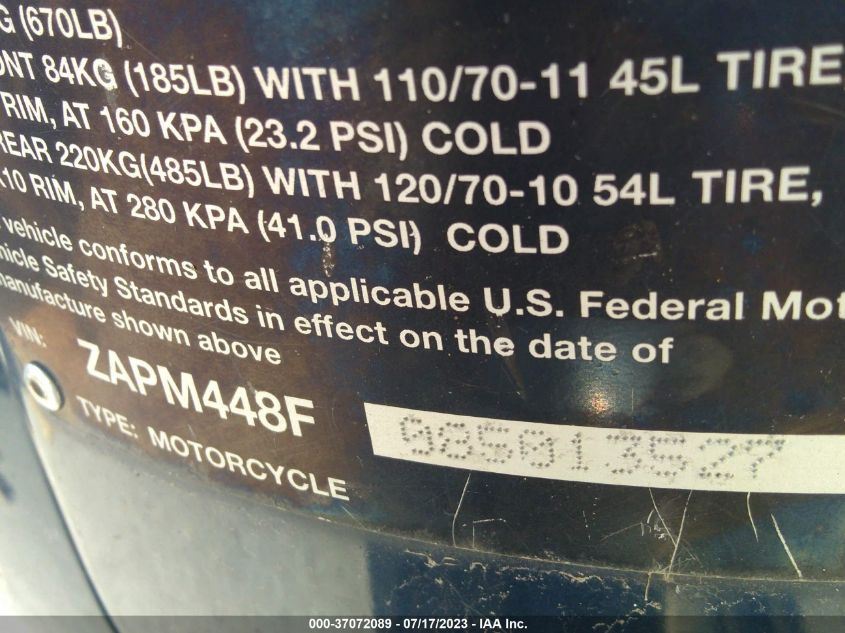 G (670LB)
ONT 84KG (185LB) WITH 110/70-11 45L TIRE
RIM, AT 160 KPA (23.2 PSI) COLD
REAR 220KG(485LB) WITH 120/70-10 54L TIRE,
10 RIM, AT 280 KPA (41.0 PSI) COLD
vehicle conforms to all applicable U.S. Federal Mot
hicle Safety Standards in effect on the date of
manufacture shown above
VIN: ZAPM448F 085013527
TYPE: MOTORCYCLE
000-37072089 - 07/17/2023 - IAA Inc.